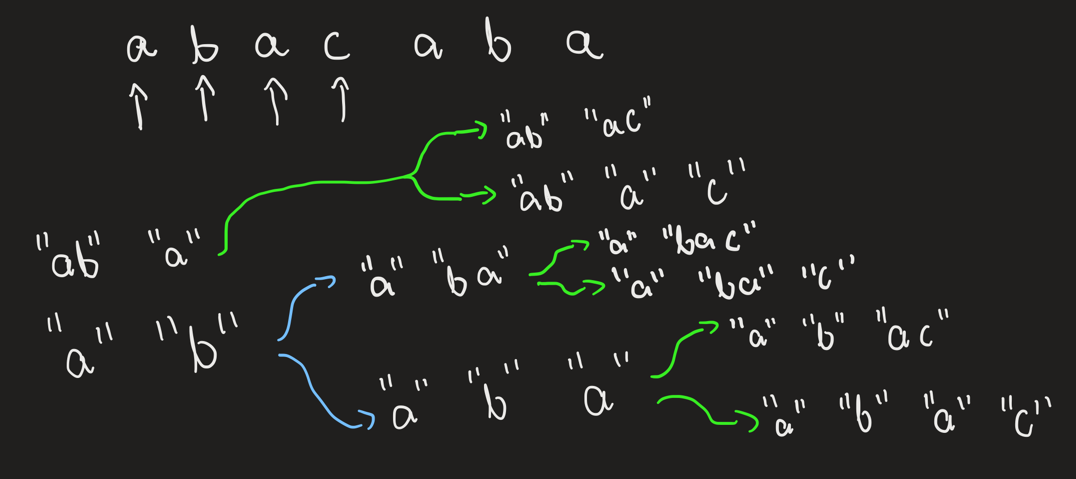 a b a c a b a
"ab" "ac"
"ab" "a" "c"
"ab" "a"
"a" "ba"
"a" "bac"
"a" "ba" "c"
"a" "b"
"a" "b" "a"
"a" "b" "ac"
"a" "b" "a" "c"